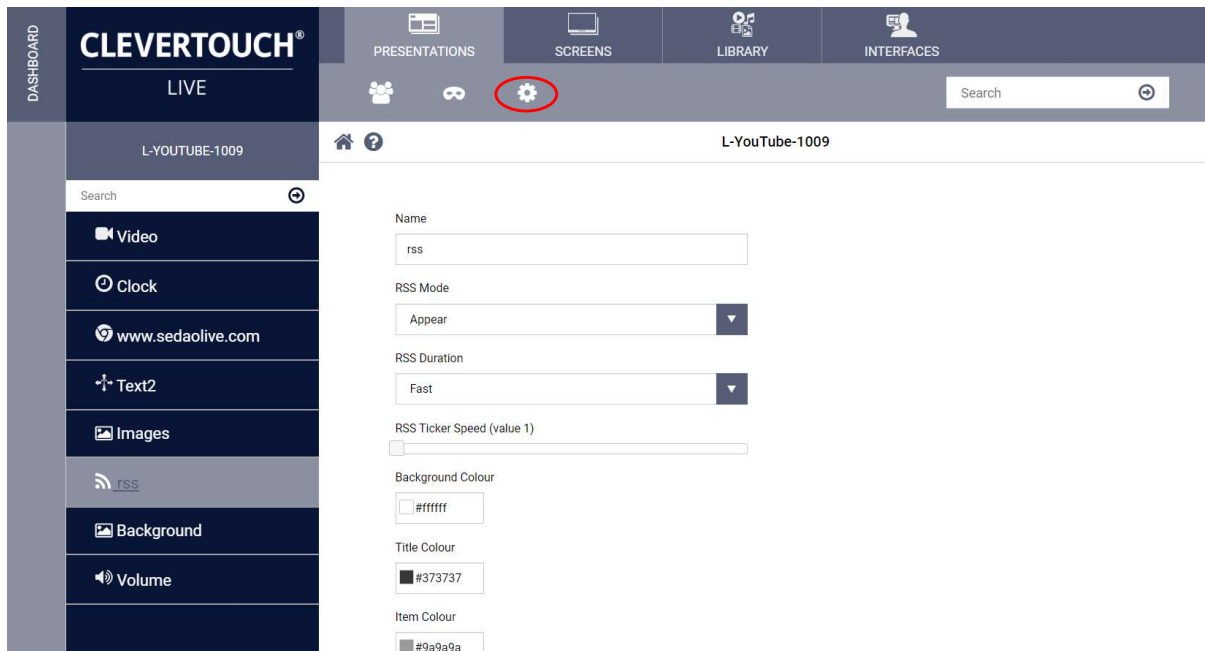 DASHBOARD
CLEVERTOUCH®
LIVE
PRESENTATIONS
SCREENS
LIBRARY
INTERFACES
Search
L-YOUTUBE-1009
L-YouTube-1009
Search
Video
Clock
www.sedaolive.com
Text2
Images
rss
Background
Volume
Name
rss
RSS Mode
Appear
RSS Duration
Fast
RSS Ticker Speed (value 1)
Background Colour
#ffffff
Title Colour
#373737
Item Colour
#9a9a9a